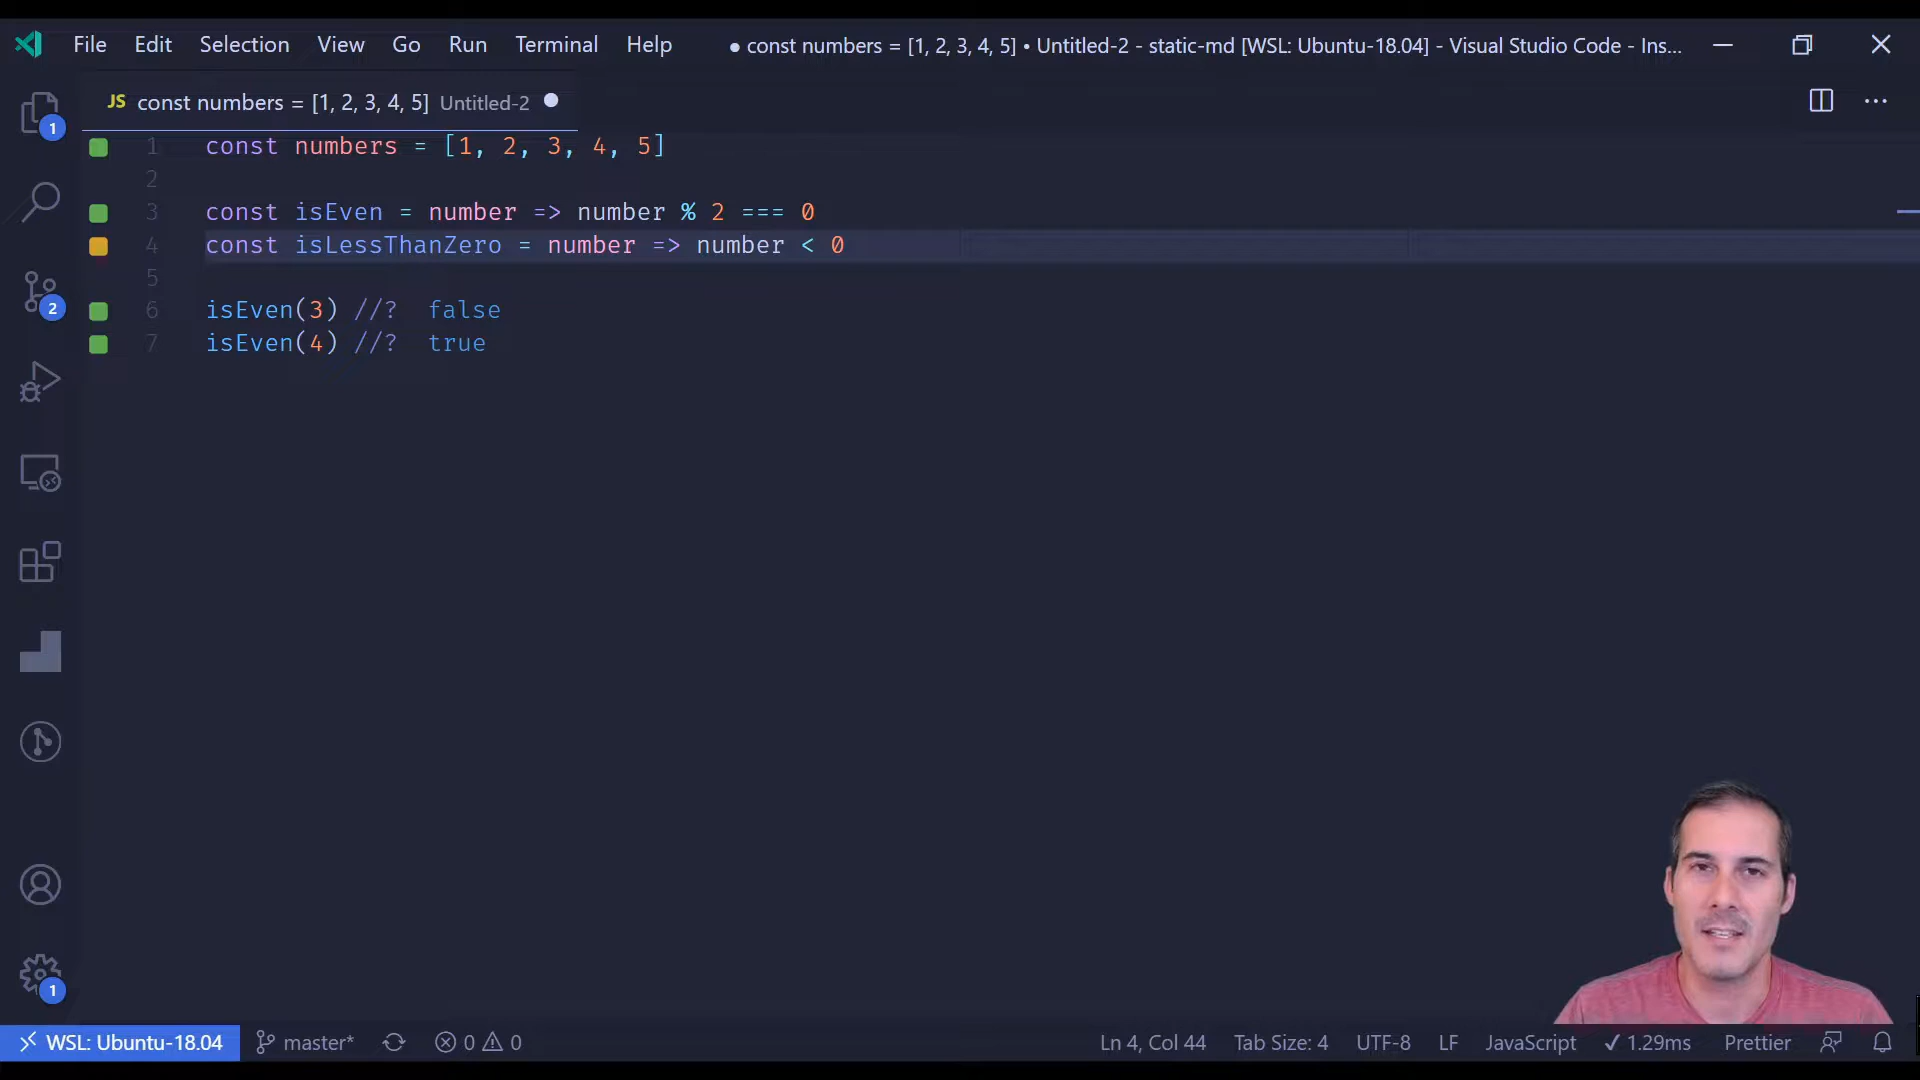 File Edit Selection View Go Run Terminal Help ● const numbers = [1, 2, 3, 4, 5] • Untitled-2 - static-md [WSL: Ubuntu-18.04] - Visual Studio Code - Ins...
JS const numbers = [1, 2, 3, 4, 5] Untitled-2
1 const numbers = [1, 2, 3, 4, 5]
2
3 const isEven = number => number % 2 === 0
4 const isLessThanZero = number => number < 0
5
6 isEven(3) //? false
7 isEven(4) //? true
1
2
1
WSL: Ubuntu-18.04 master* 0 0 Ln 4, Col 44 Tab Size: 4 UTF-8 LF JavaScript ✓ 1.29ms Prettier